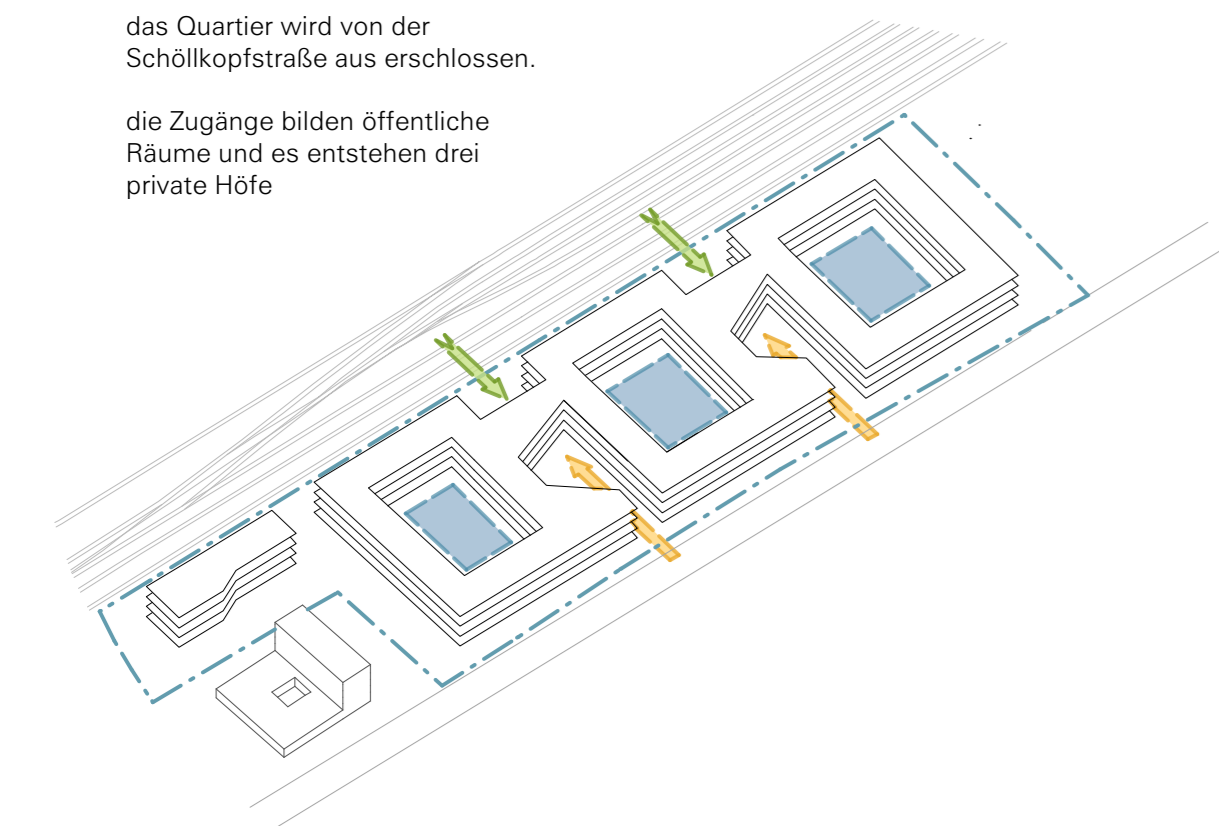 das Quartier wird von der
Schöllkopfstraße aus erschlossen.
die Zugänge bilden öffentliche
Räume und es entstehen drei
private Höfe